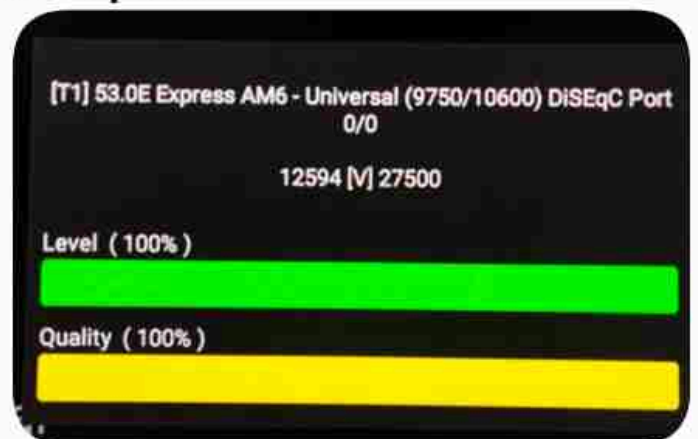 [T1] 53.0E Express AM6 - Universal (9750/10600) DiSEqC Port
0/0
12594 [V] 27500
Level ( 100% )
Quality ( 100% )